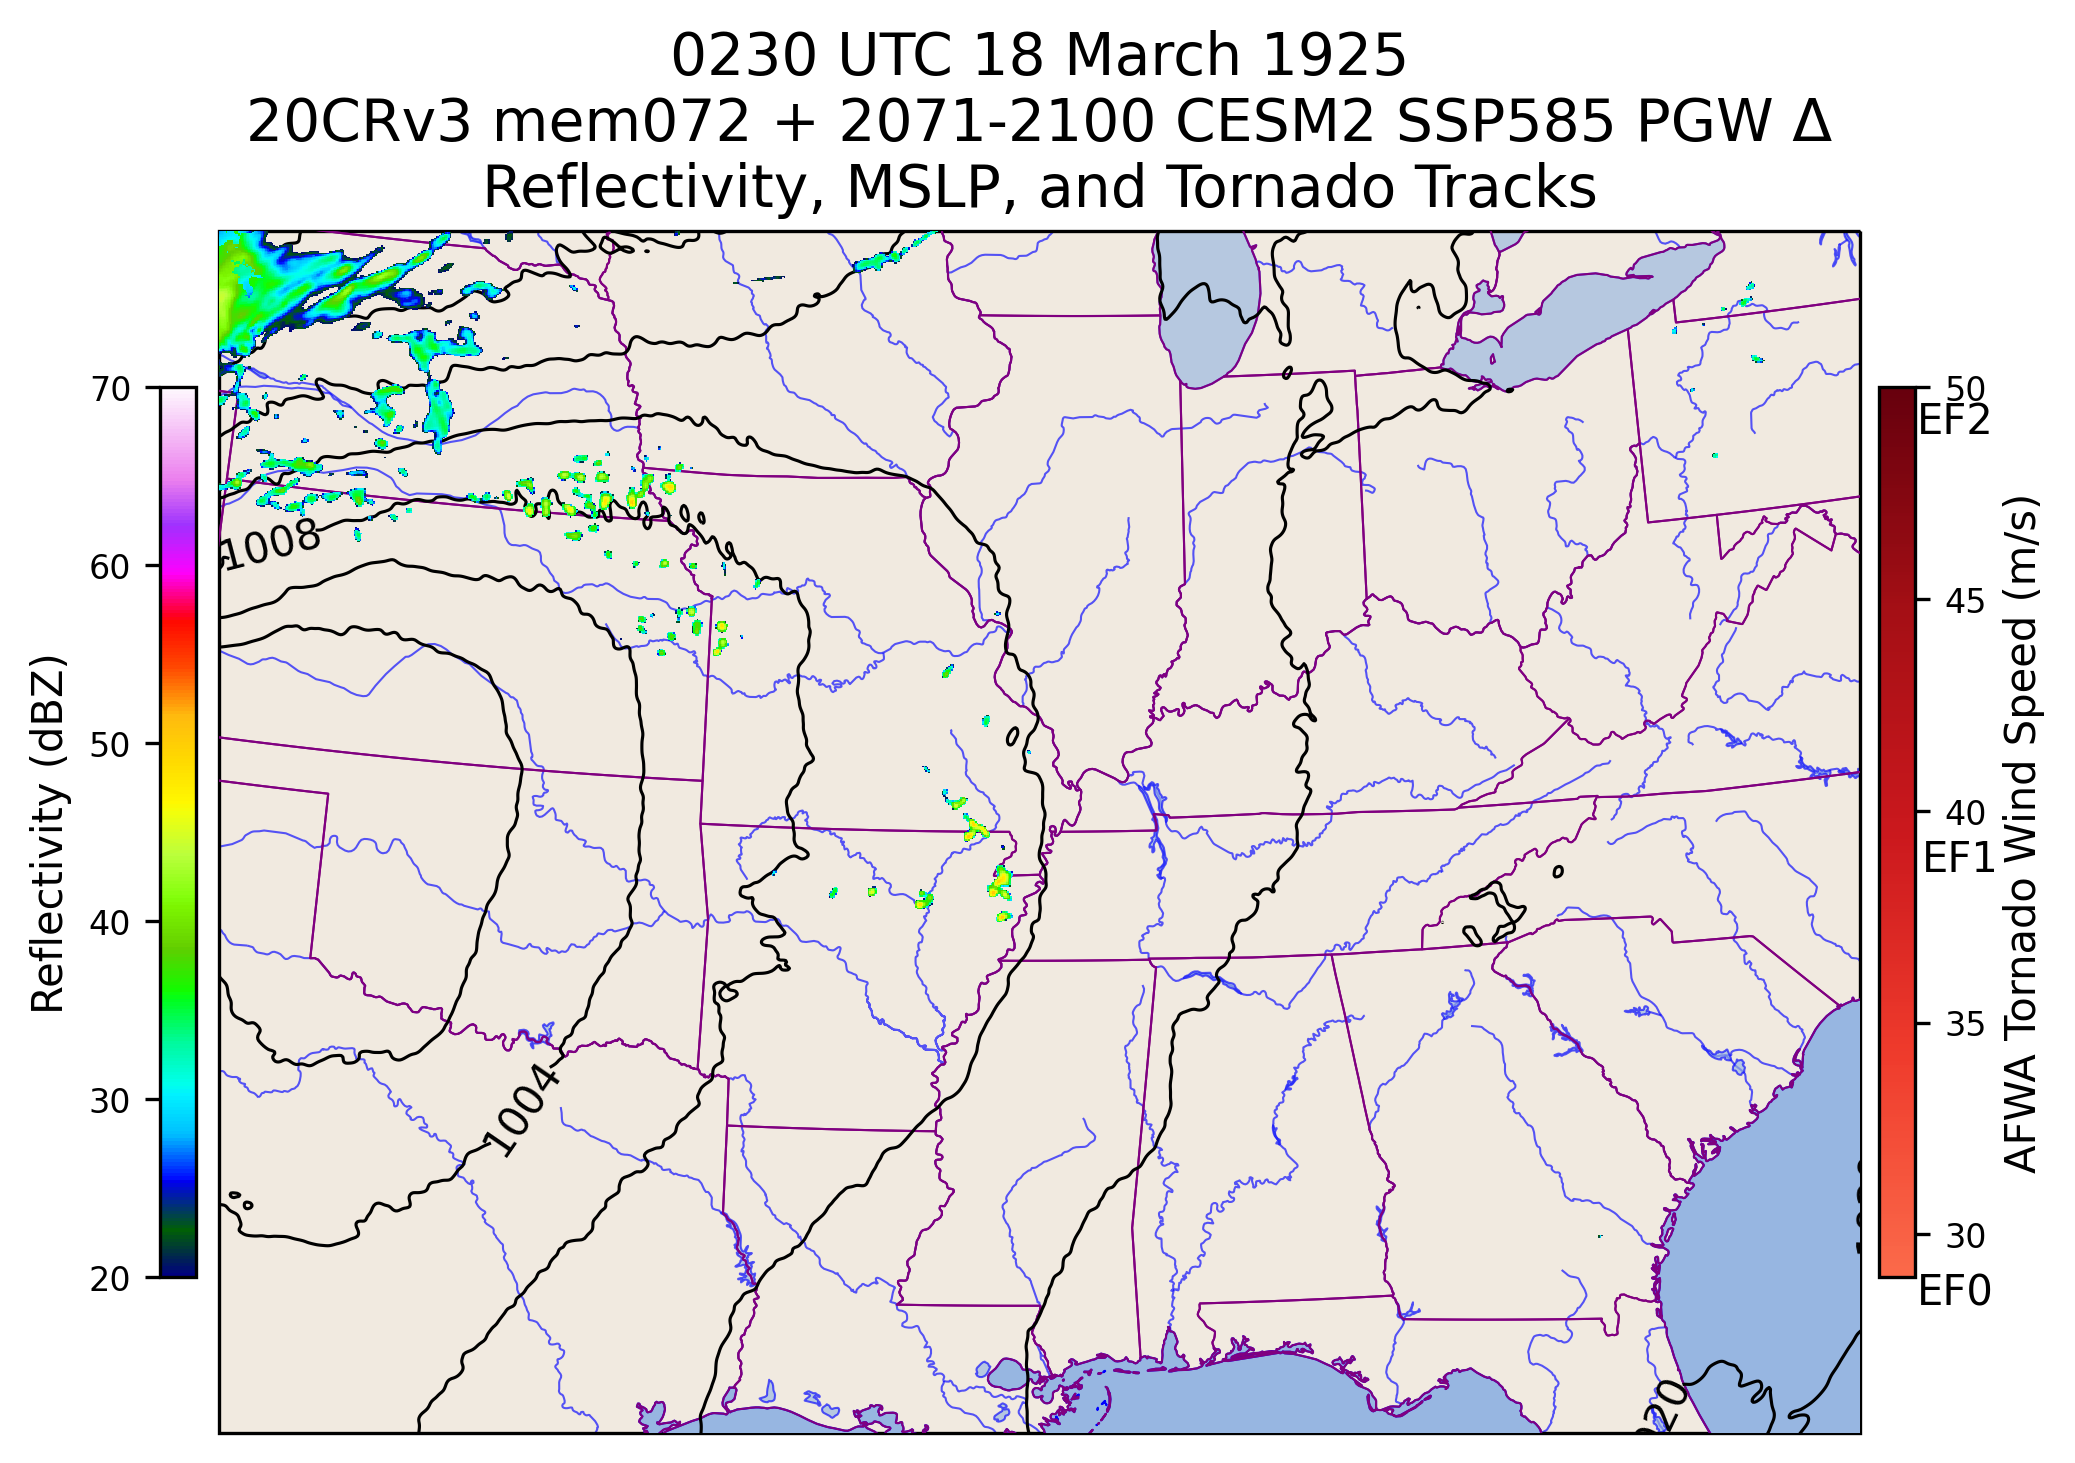 0230 UTC 18 March 1925
20CRv3 mem072 + 2071-2100 CESM2 SSP585 PGW Δ
Reflectivity, MSLP, and Tornado Tracks
70
60
50
40
30
20
Reflectivity (dBZ)
1008
1004
50
EF2
45
40
EF1
35
30
EF0
AFWA Tornado Wind Speed (m/s)